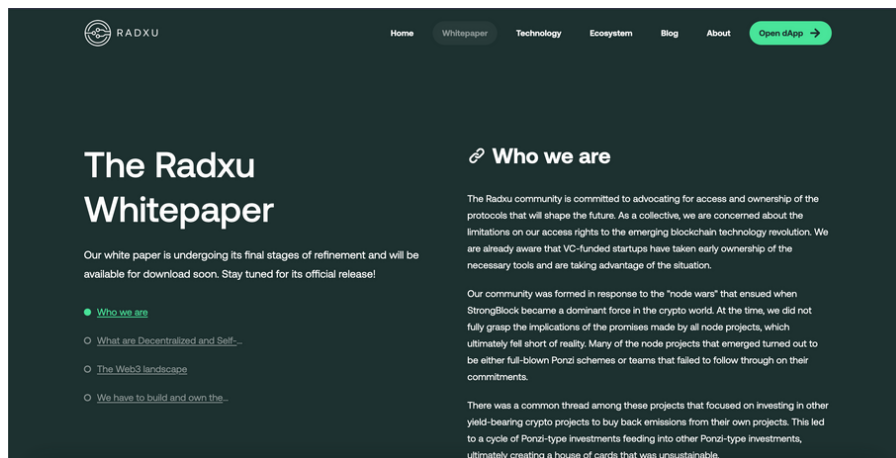 RADXU
Home
Whitepaper
Technology
Ecosystem
Blog
About
Open dApp
The Radxu
Whitepaper
Our white paper is undergoing its final stages of refinement and will be
available for download soon. Stay tuned for its official release!
Who we are
What are Decentralized and Self-...
The Web3 landscape
We have to build and own the...
Who we are
The Radxu community is committed to advocating for access and ownership of the
protocols that will shape the future. As a collective, we are concerned about the
limitations on our access rights to the emerging blockchain technology revolution. We
are already aware that VC-funded startups have taken early ownership of the
necessary tools and are taking advantage of the situation.
Our community was formed in response to the "node wars" that ensued when
StrongBlock became a dominant force in the crypto world. At the time, we did not
fully grasp the implications of the promises made by all node projects, which
ultimately fell short of reality. Many of the node projects that emerged turned out to
be either full-blown Ponzi schemes or teams that failed to follow through on their
commitments.
There was a common thread among these projects that focused on investing in other
yield-bearing crypto projects to buy back emissions from their own projects. This led
to a cycle of Ponzi-type investments feeding into other Ponzi-type investments,
ultimately creating a house of cards that was unsustainable.